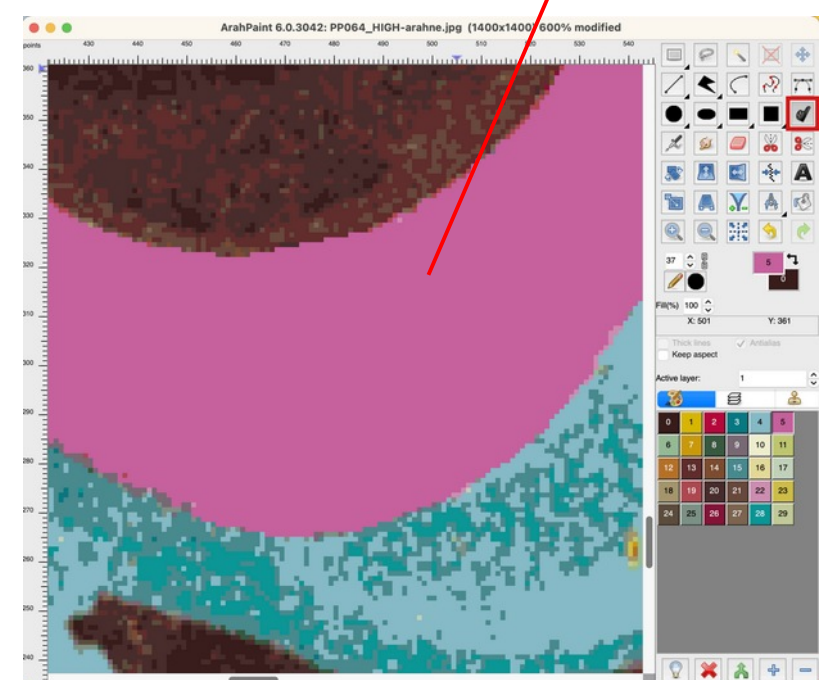 ArahPaint 6.0.3042: PP064_HIGH-arahne.jpg (1400x1400) 600% modified
points 430 440 450 460 470 480 490 500 510 520 530 540
360
350
340
330
320
310
300
290
280
270
260
250
240
A
37
5
0
Fill(%) 100
X: 501 Y: 361
Thick lines Antialias
Keep aspect
Active layer: 1
0 1 2 3 4 5
6 7 8 9 10 11
12 13 14 15 16 17
18 19 20 21 22 23
24 25 26 27 28 29